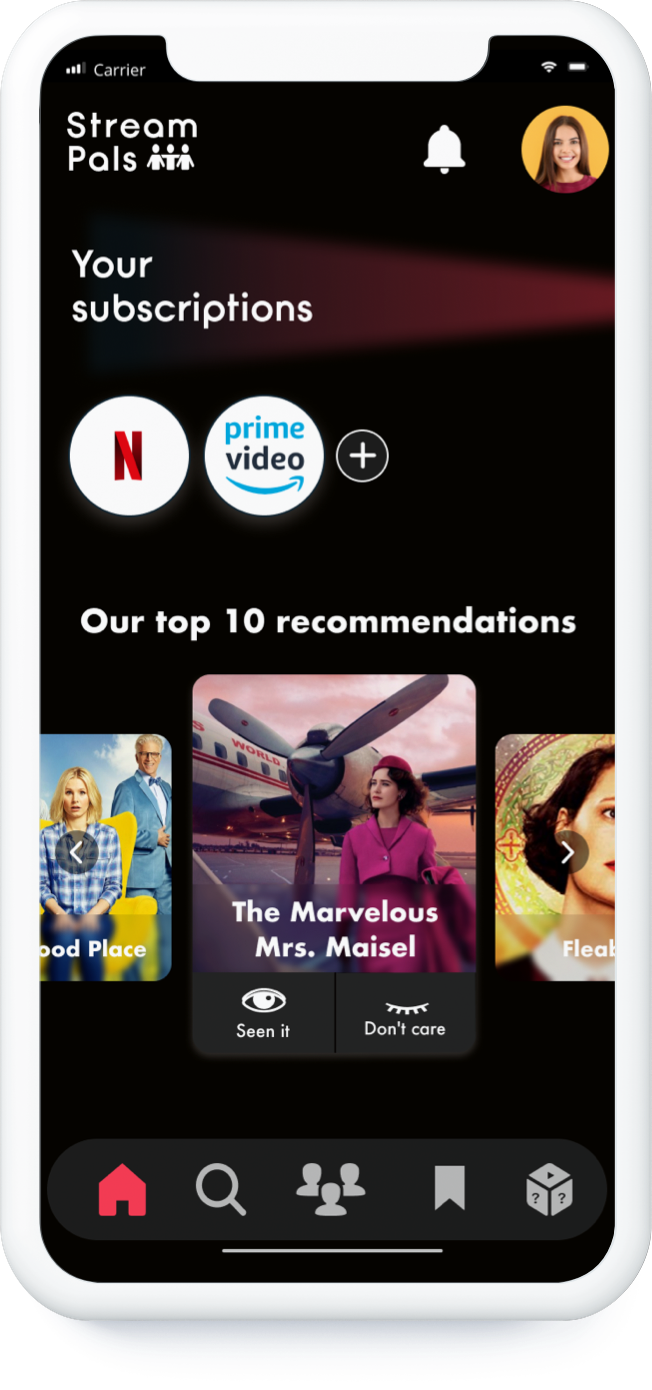 Carrier
Stream
Pals
Your
subscriptions
N
prime
video
Our top 10 recommendations
WORLD
ood Place
The Marvelous
Mrs. Maisel
Fleab
Seen it
Don't care
? ?